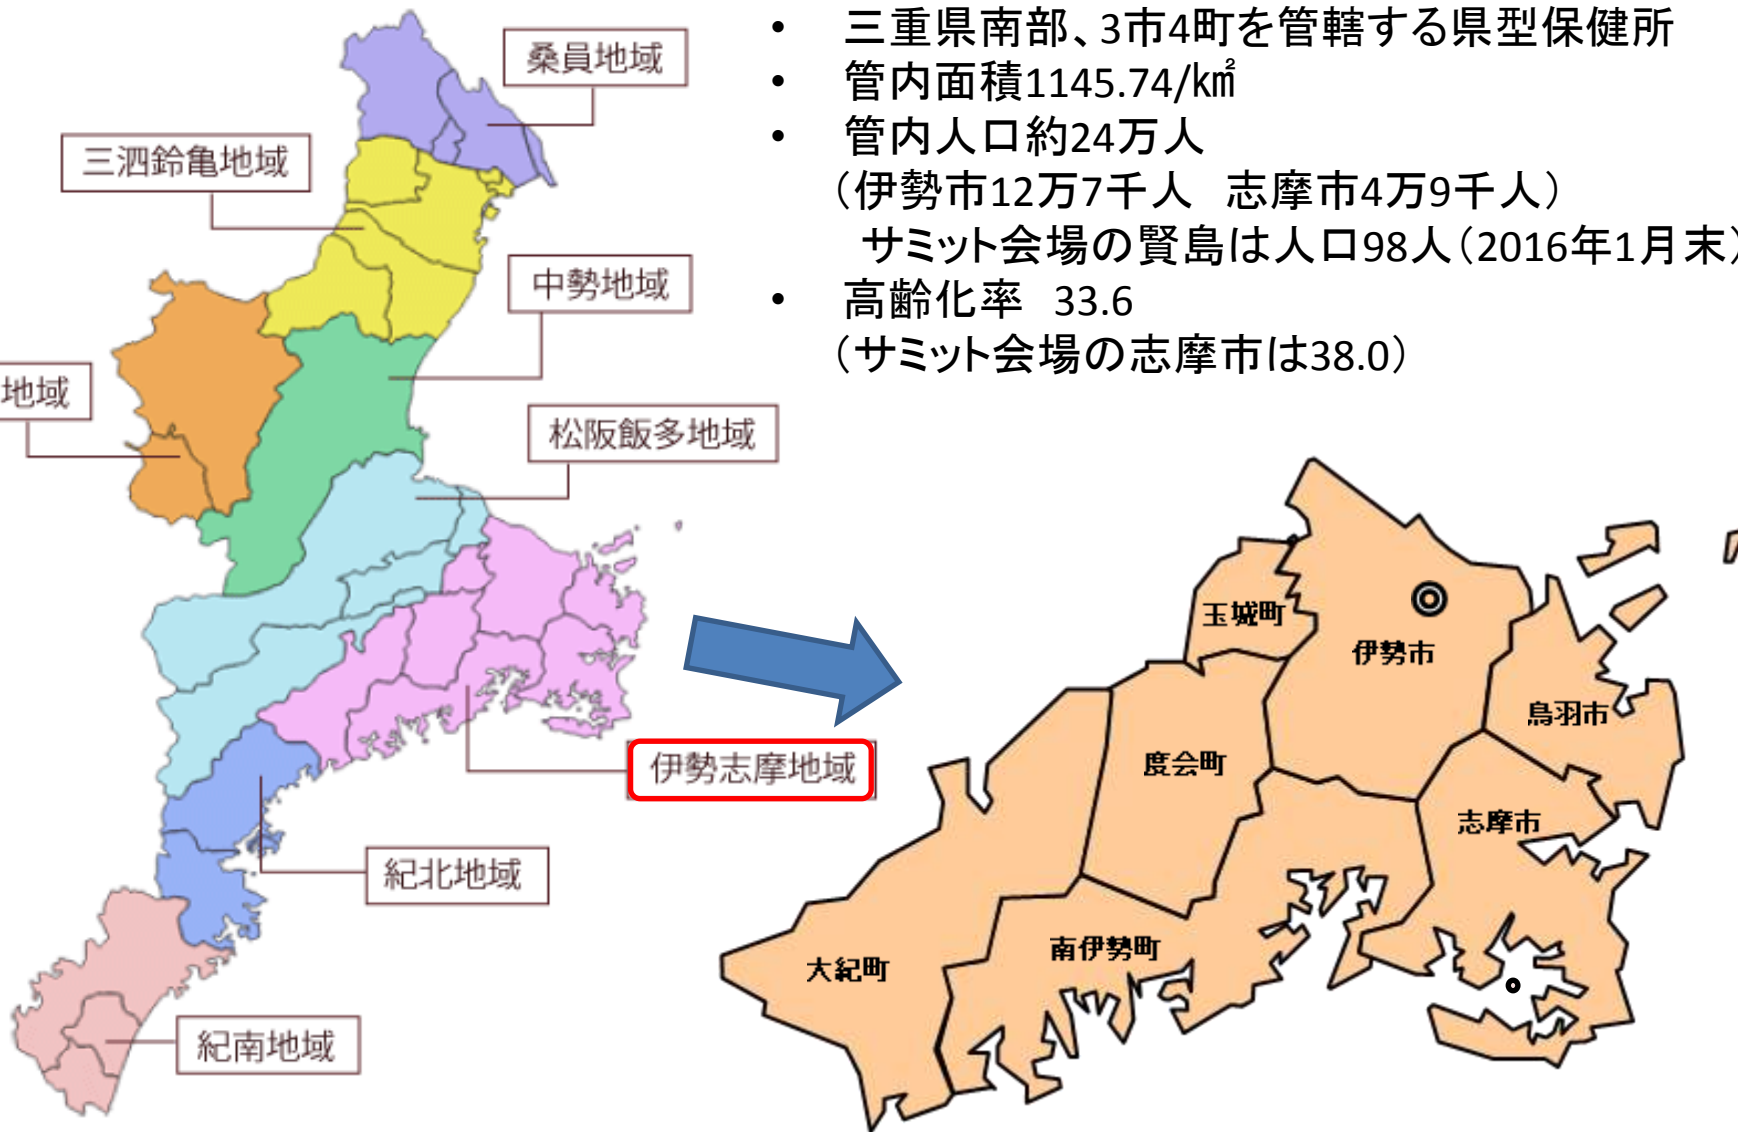 • 三重県南部、3市4町を管轄する県型保健所
• 管内面積1145.74/㎢
• 管内人口約24万人
（伊勢市12万7千人　志摩市4万9千人）
サミット会場の賢島は人口98人（2016年1月末）
• 高齢化率　33.6
（サミット会場の志摩市は38.0）
桑員地域
三泗鈴亀地域
中勢地域
地域
松阪飯多地域
伊勢志摩地域
紀北地域
紀南地域
玉城町
伊勢市
鳥羽市
度会町
志摩市
南伊勢町
大紀町